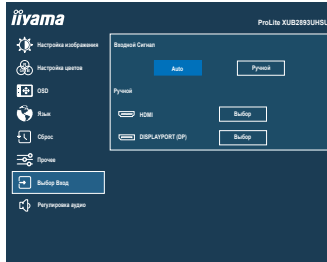 iiyama
ProLite XUB2893UHSU
Настройка изображения
Входной Сигнал
Настройка цветов
Auto
Ручной
OSD
Ручной
Язык
HDMI
Выбор
Сброс
DISPLAYPORT (DP)
Выбор
Прочее
Выбор Вход
Регулировка аудио